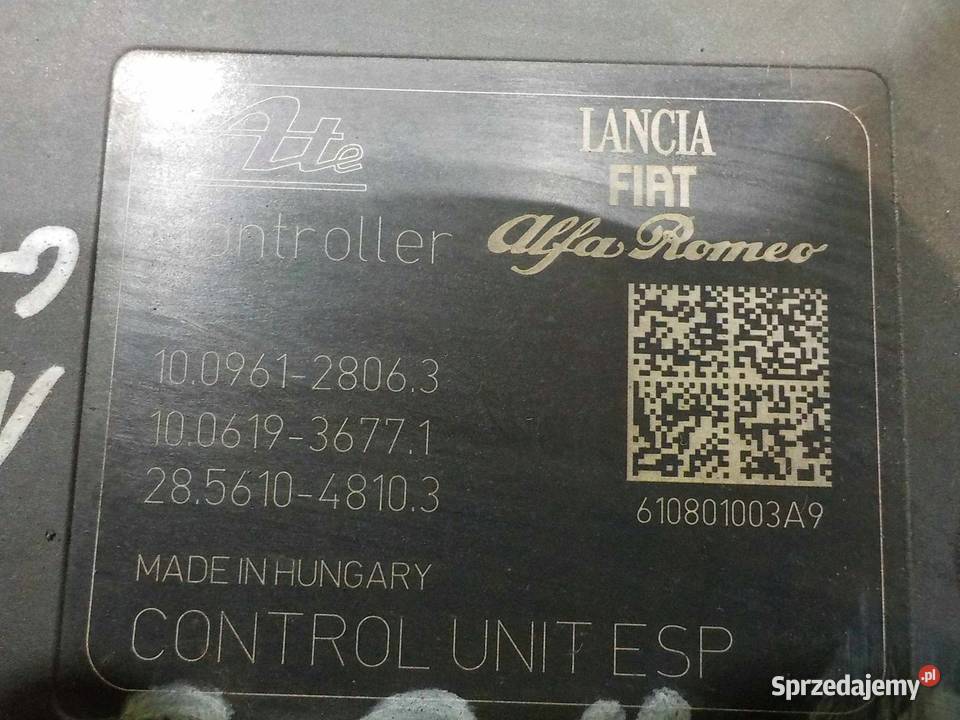 Ate
LANCIA
FIAT
Alfa Romeo
Controller
10.0961-2806.3
10.0619-3677.1
28.5610-4810.3
610801003A9
MADE IN HUNGARY
CONTROL UNIT ESP
Sprzedajemy.pl